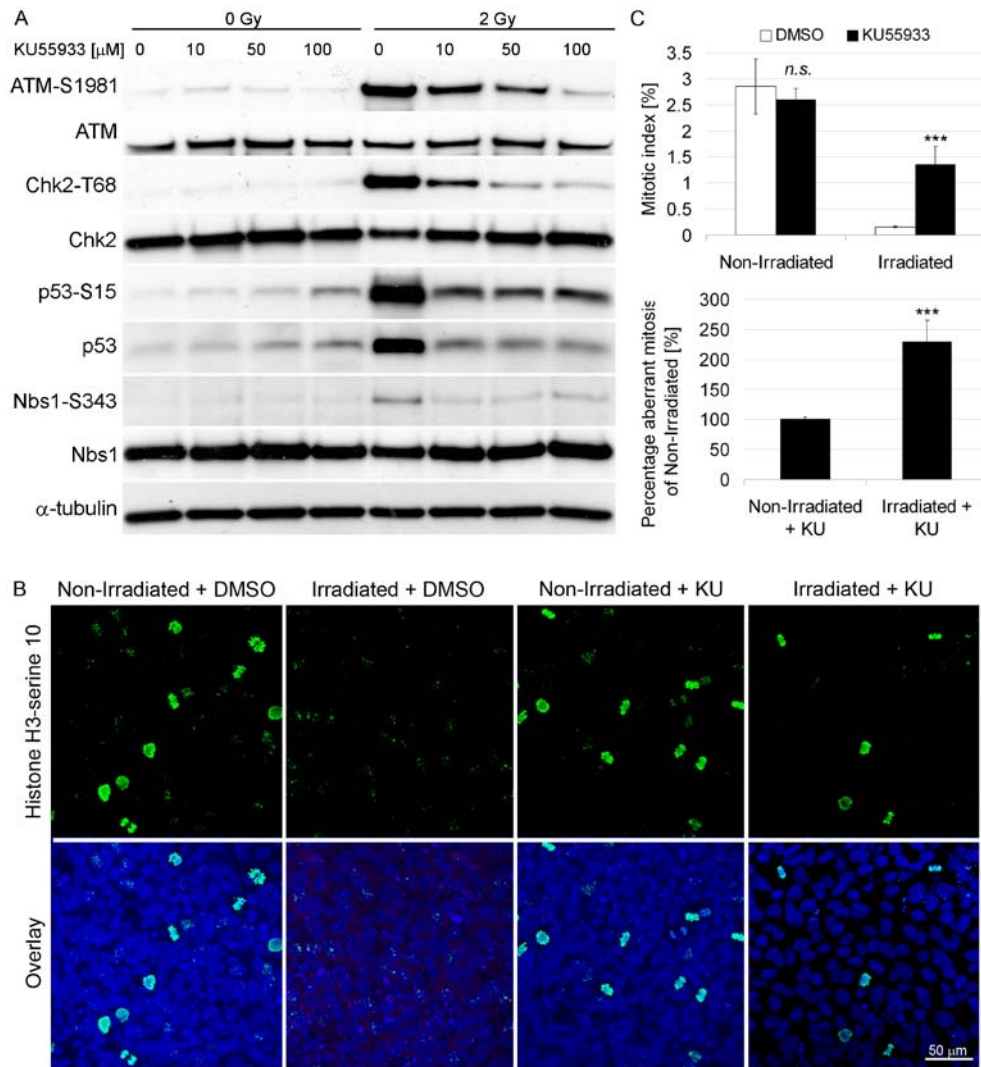 A
0 Gy
2 Gy
KU55933 [μM] 0 10 50 100 0 10 50 100
ATM-S1981
ATM
Chk2-T68
Chk2
p53-S15
p53
Nbs1-S343
Nbs1
α-tubulin
C
DMSO
KU55933
Mitotic index [%]
3.5
3
2.5
2
1.5
1
0.5
0
n.s.
***
Non-Irradiated
Irradiated
Percentage aberrant mitosis
of Non-Irradiated [%]
300
250
200
150
100
50
0
***
Non-Irradiated
+ KU
Irradiated +
KU
B
Non-Irradiated + DMSO
Irradiated + DMSO
Non-Irradiated + KU
Irradiated + KU
Histone H3-serine 10
Overlay
50 μm